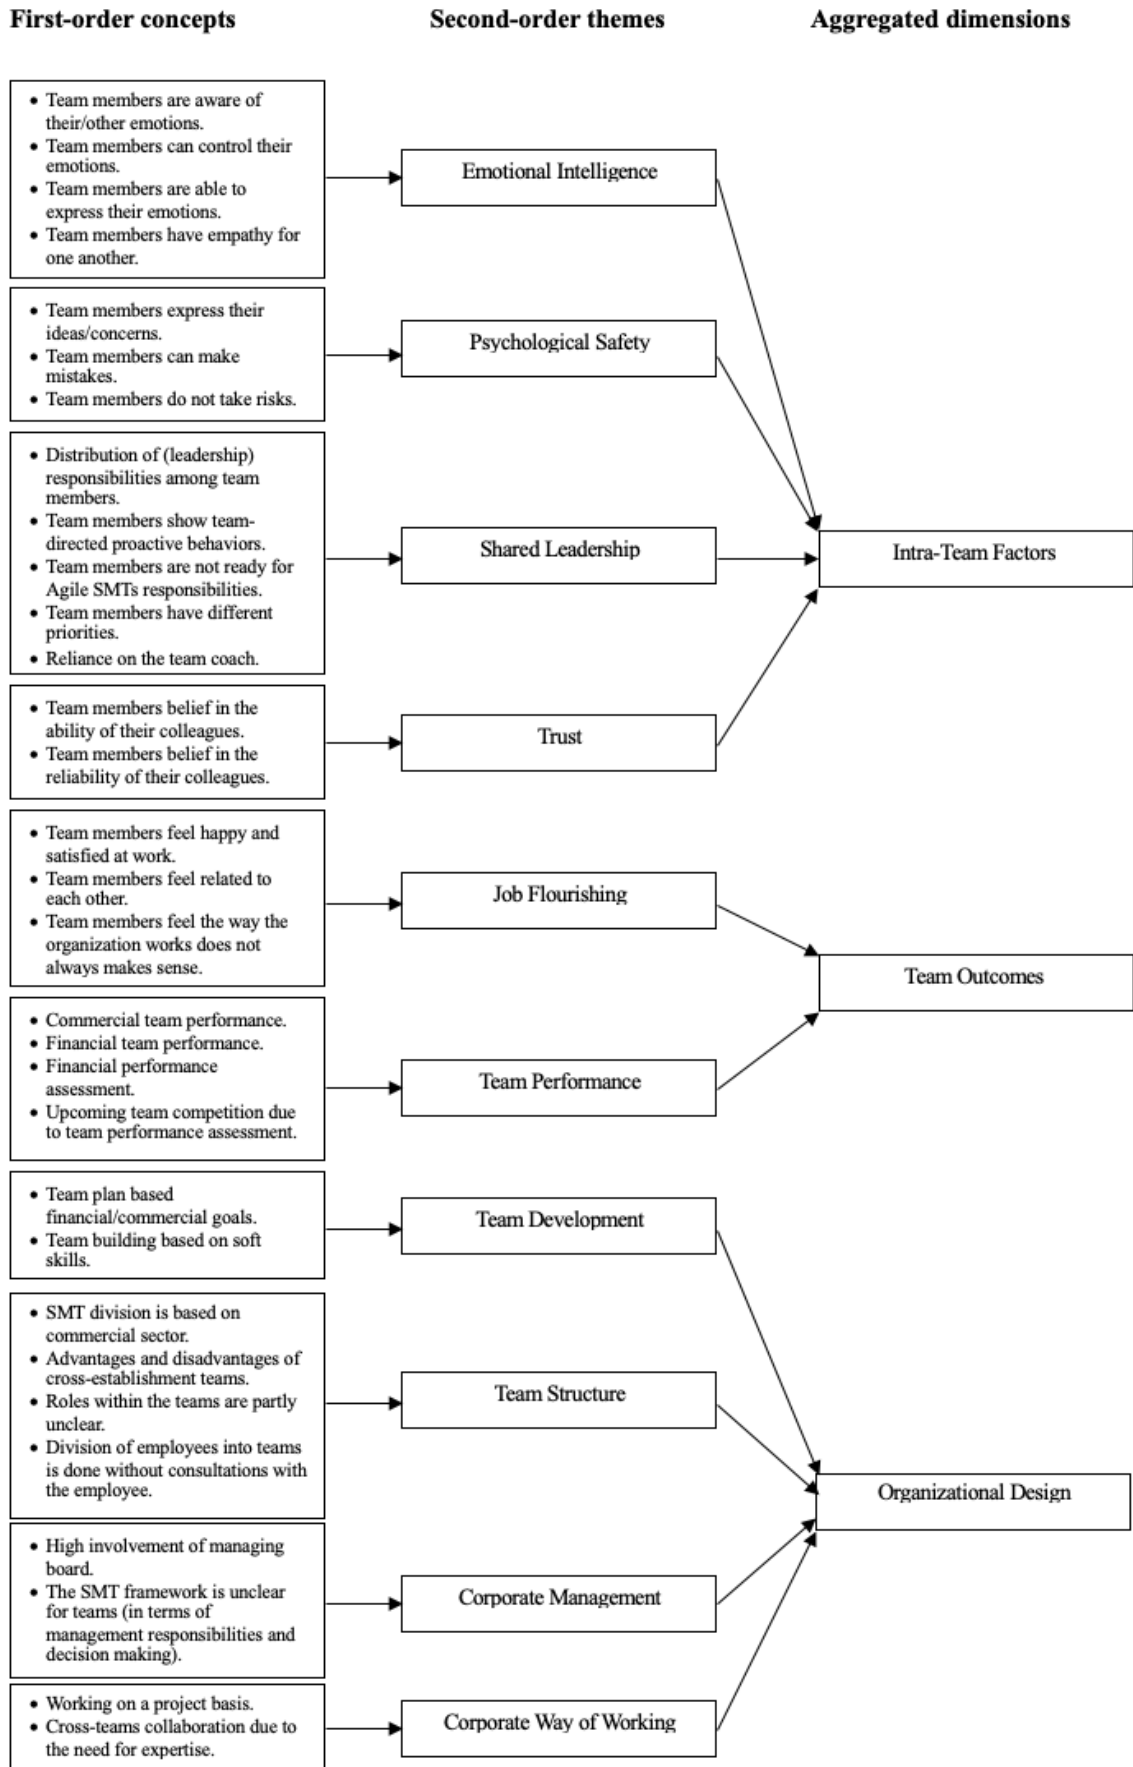 First-order concepts
Second-order themes
Aggregated dimensions
• Team members are aware of
their/other emotions.
• Team members can control their
emotions.
• Team members are able to
express their emotions.
• Team members have empathy for
one another.
Emotional Intelligence
• Team members express their
ideas/concerns.
• Team members can make
mistakes.
• Team members do not take risks.
Psychological Safety
• Distribution of (leadership)
responsibilities among team
members.
• Team members show team-
directed proactive behaviors.
• Team members are not ready for
Agile SMTs responsibilities.
• Team members have different
priorities.
• Reliance on the team coach.
Shared Leadership
Intra-Team Factors
• Team members belief in the
ability of their colleagues.
• Team members belief in the
reliability of their colleagues.
Trust
• Team members feel happy and
satisfied at work.
• Team members feel related to
each other.
• Team members feel the way the
organization works does not
always makes sense.
Job Flourishing
Team Outcomes
• Commercial team performance.
• Financial team performance.
• Financial performance
assessment.
• Upcoming team competition due
to team performance assessment.
Team Performance
• Team plan based
financial/commercial goals.
• Team building based on soft
skills.
Team Development
• SMT division is based on
commercial sector.
• Advantages and disadvantages of
cross-establishment teams.
• Roles within the teams are partly
unclear.
• Division of employees into teams
is done without consultations with
the employee.
Team Structure
Organizational Design
• High involvement of managing
board.
• The SMT framework is unclear
for teams (in terms of
management responsibilities and
decision making).
Corporate Management
• Working on a project basis.
• Cross-teams collaboration due to
the need for expertise.
Corporate Way of Working